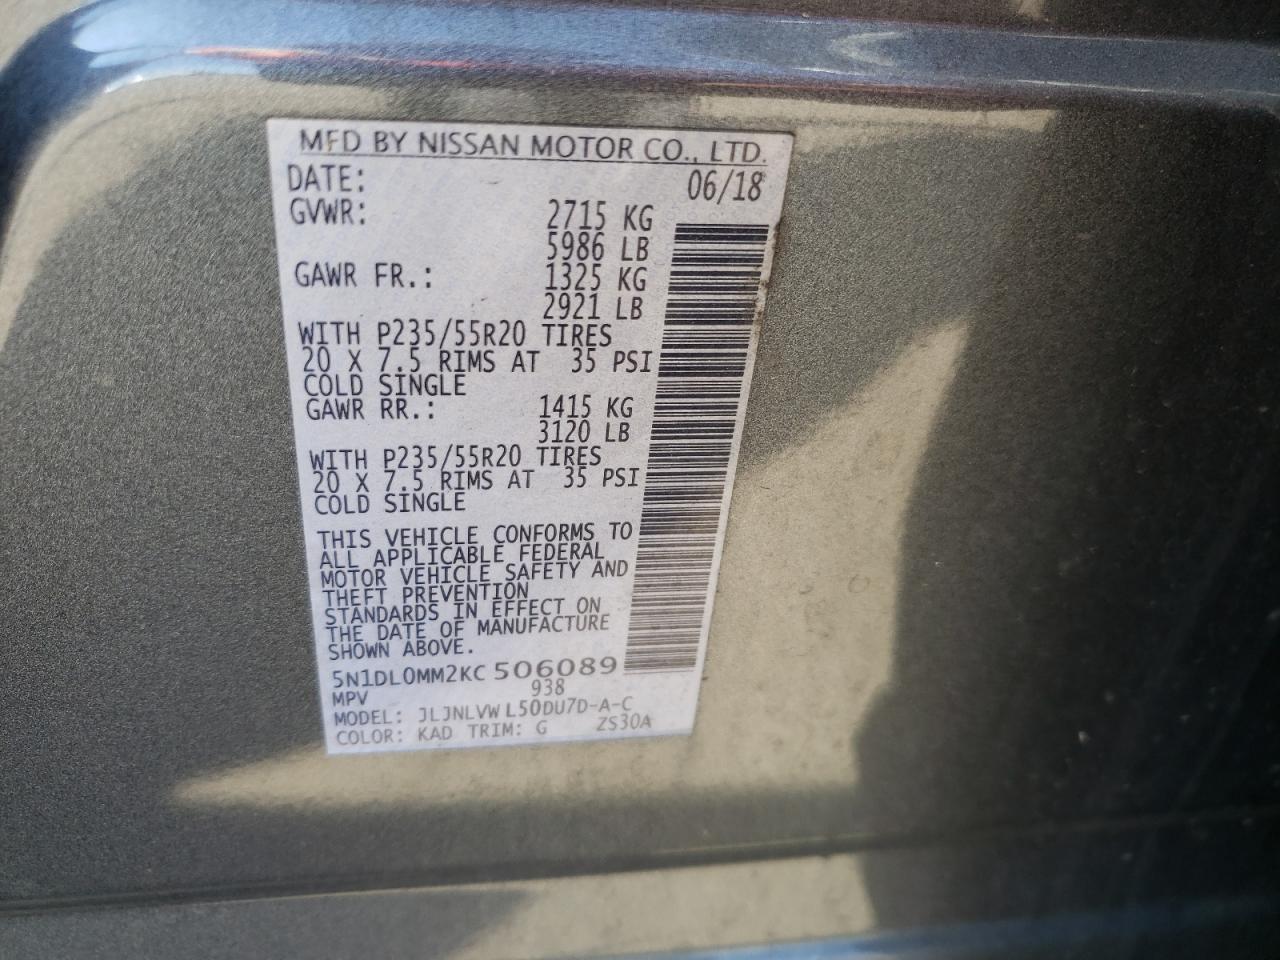 MFD BY NISSAN MOTOR CO., LTD.
DATE: 06/18
GVWR: 2715 KG
5986 LB
GAWR FR.: 1325 KG
2921 LB
WITH P235/55R20 TIRES
20 X 7.5 RIMS AT 35 PSI
COLD SINGLE
GAWR RR.: 1415 KG
3120 LB
WITH P235/55R20 TIRES
20 X 7.5 RIMS AT 35 PSI
COLD SINGLE
THIS VEHICLE CONFORMS TO
ALL APPLICABLE FEDERAL
MOTOR VEHICLE SAFETY AND
THEFT PREVENTION
STANDARDS IN EFFECT ON
THE DATE OF MANUFACTURE
SHOWN ABOVE.
5N1DL0MM2KC 506089
MPV 938
MODEL: JLJNLVW L50DU7D-A-C
COLOR: KAD TRIM: G ZS30A